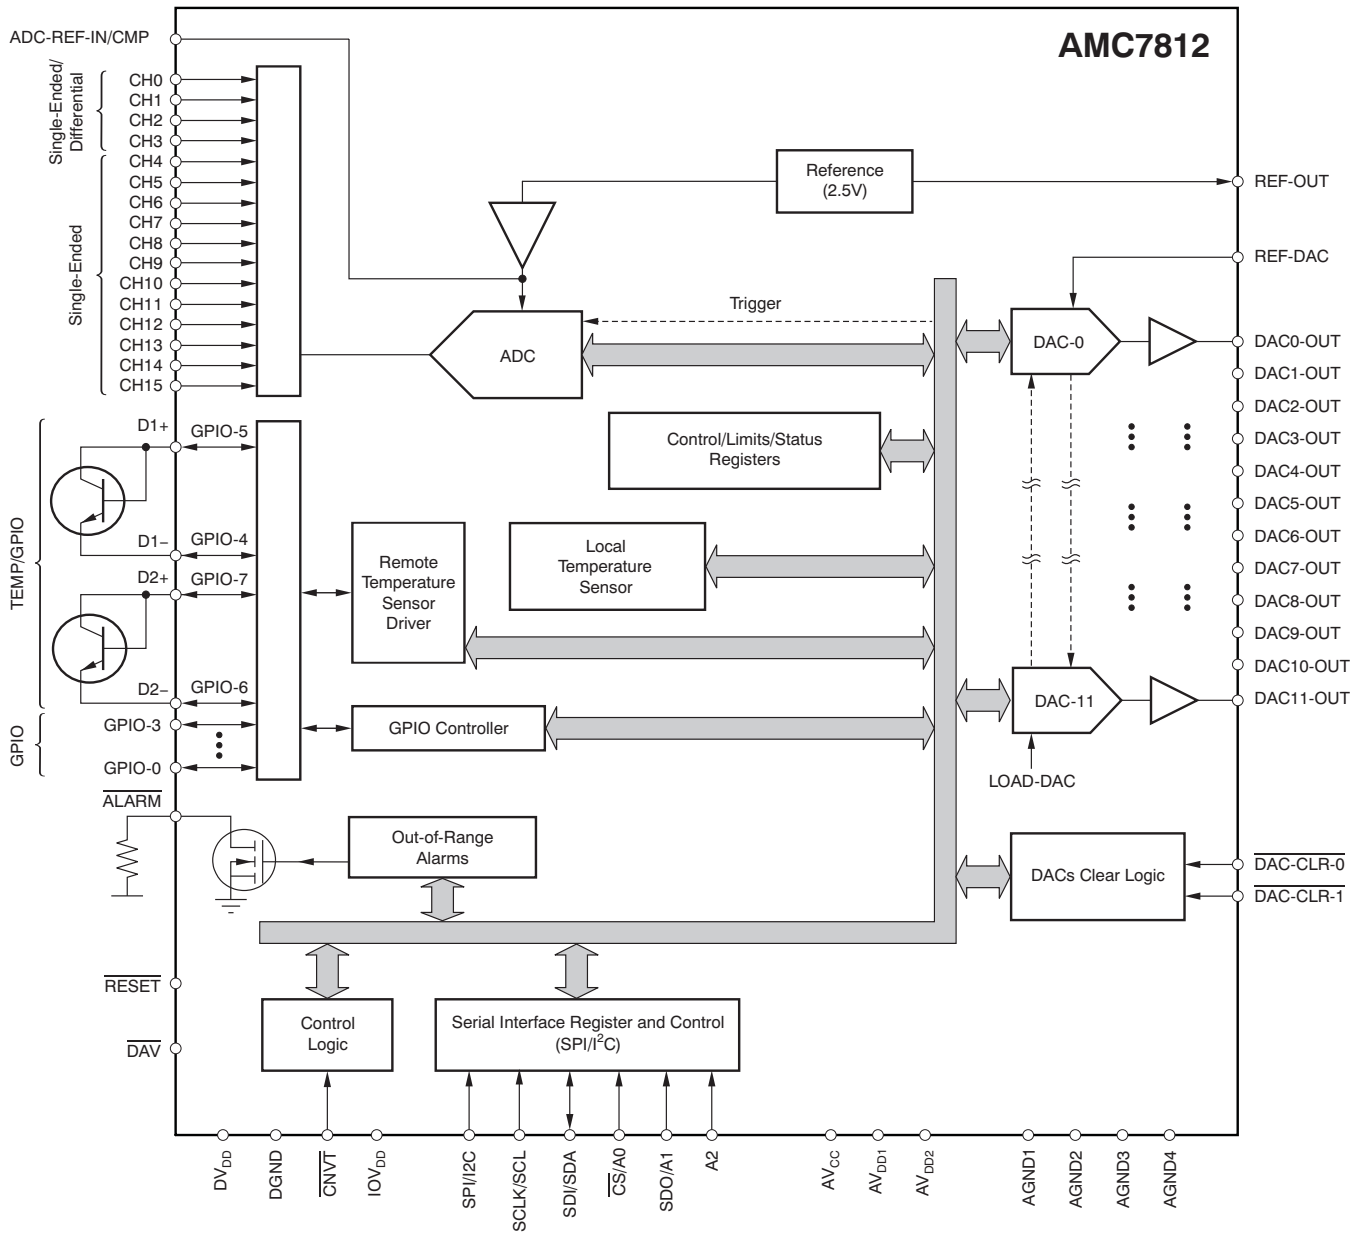 AMC7812
ADC-REF-IN/CMP
Single-Ended/
Differential
CH0
CH1
CH2
CH3
Single-Ended
CH4
CH5
CH6
CH7
CH8
CH9
CH10
CH11
CH12
CH13
CH14
CH15
Reference
(2.5V)
REF-OUT
REF-DAC
Trigger
ADC
DAC-0
DAC0-OUT
DAC1-OUT
DAC2-OUT
DAC3-OUT
DAC4-OUT
DAC5-OUT
DAC6-OUT
DAC7-OUT
DAC8-OUT
DAC9-OUT
DAC10-OUT
DAC11-OUT
DAC-11
LOAD-DAC
Control/Limits/Status
Registers
Local
Temperature
Sensor
Remote
Temperature
Sensor
Driver
GPIO Controller
TEMP/GPIO
D1+
GPIO-5
D1−
GPIO-4
D2+
GPIO-7
D2−
GPIO-6
GPIO
GPIO-3
GPIO-0
ALARM
Out-of-Range
Alarms
DACs Clear Logic
DAC-CLR-0
DAC-CLR-1
RESET
DAV
Control
Logic
Serial Interface Register and Control
(SPI/I²C)
DVDD
DGND
CNVT
IOVDD
SPI/I2C
SCLK/SCL
SDI/SDA
CS/A0
SDO/A1
A2
AVCC
AVDD1
AVDD2
AGND1
AGND2
AGND3
AGND4